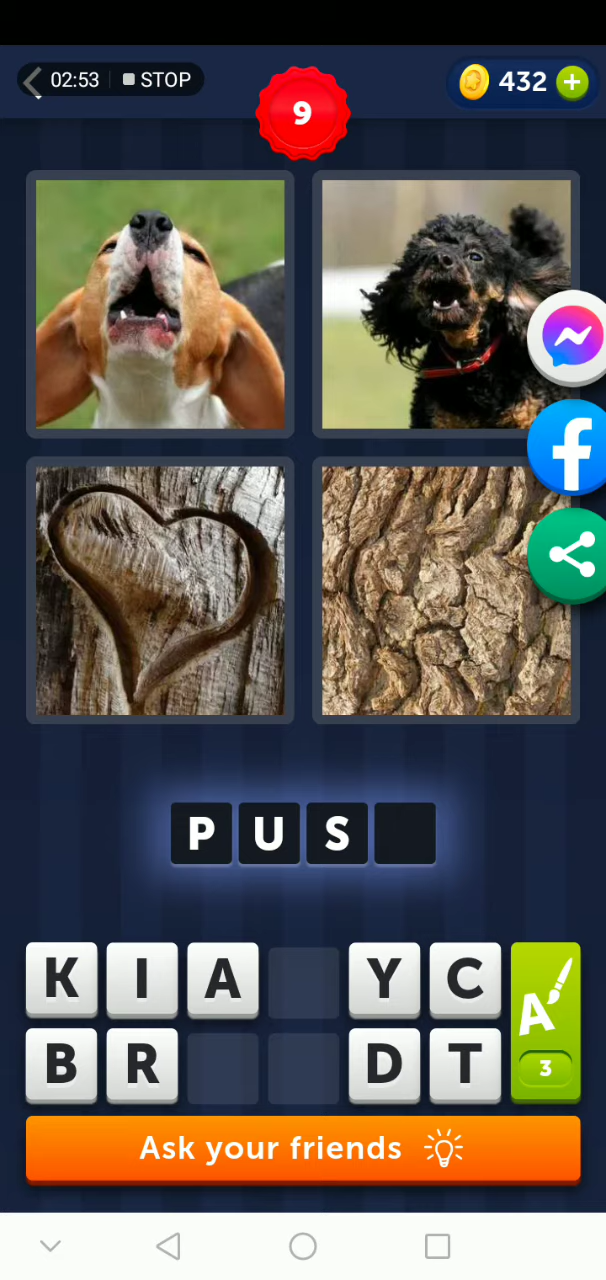 02:53 STOP
9
432 +
P U S
K I A Y C
B R D T
A
3
Ask your friends